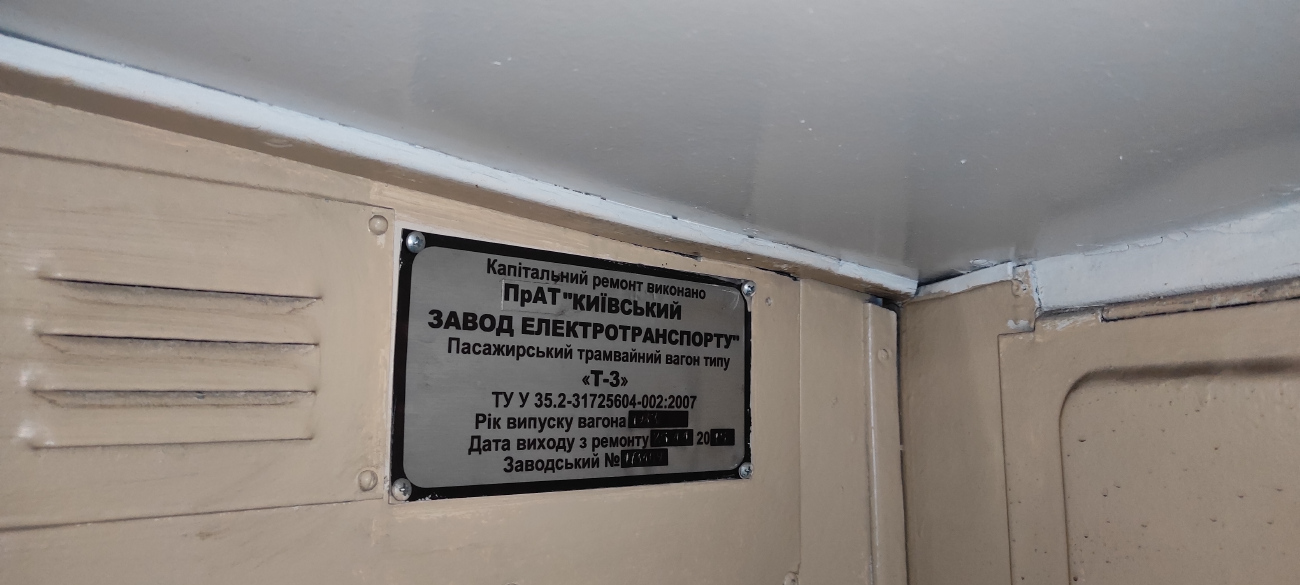 Капітальний ремонт виконано
ПрАТ "КИЇВСЬКИЙ
ЗАВОД ЕЛЕКТРОТРАНСПОРТУ"
Пасажирський трамвайний вагон типу
«Т-3»
ТУ У 35.2-31725604-002:2007
Рік випуску вагона
Дата виходу з ремонту 20
Заводський №